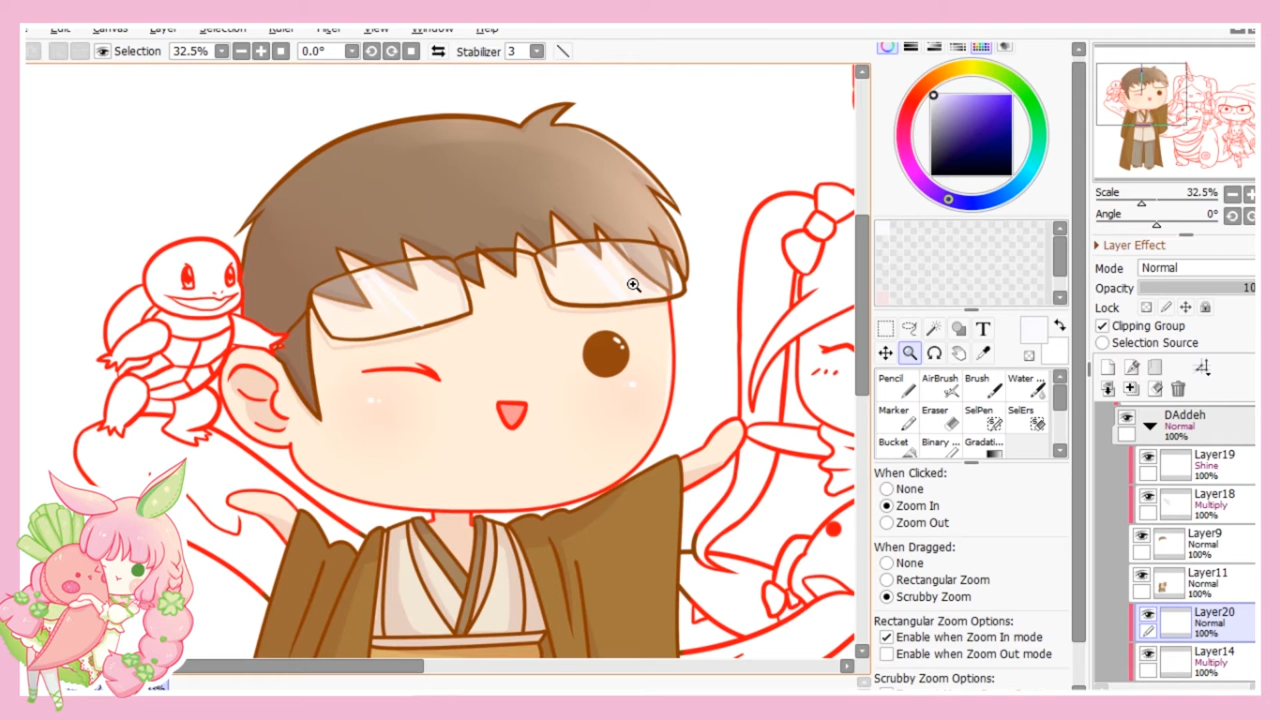 Edit Canvas Layer Selection Ruler Filter View Window Help
Selection 32.5% 0.0° Stabilizer 3
Scale 32.5%
Angle 0°
Layer Effect
Mode Normal
Opacity 10
Lock
Clipping Group
Selection Source
T
Pencil AirBrush Brush Water ...
Marker Eraser SelPen SelErs
Bucket Binary ... Gradati...
When Clicked:
None
Zoom In
Zoom Out
When Dragged:
None
Rectangular Zoom
Scrubby Zoom
Rectangular Zoom Options:
Enable when Zoom In mode
Enable when Zoom Out mode
Scrubby Zoom Options:
DAddeh
Normal
100%
Layer19
Shine
100%
Layer18
Multiply
100%
Layer9
Normal
100%
Layer11
Normal
100%
Layer20
Normal
100%
Layer14
Multiply
100%